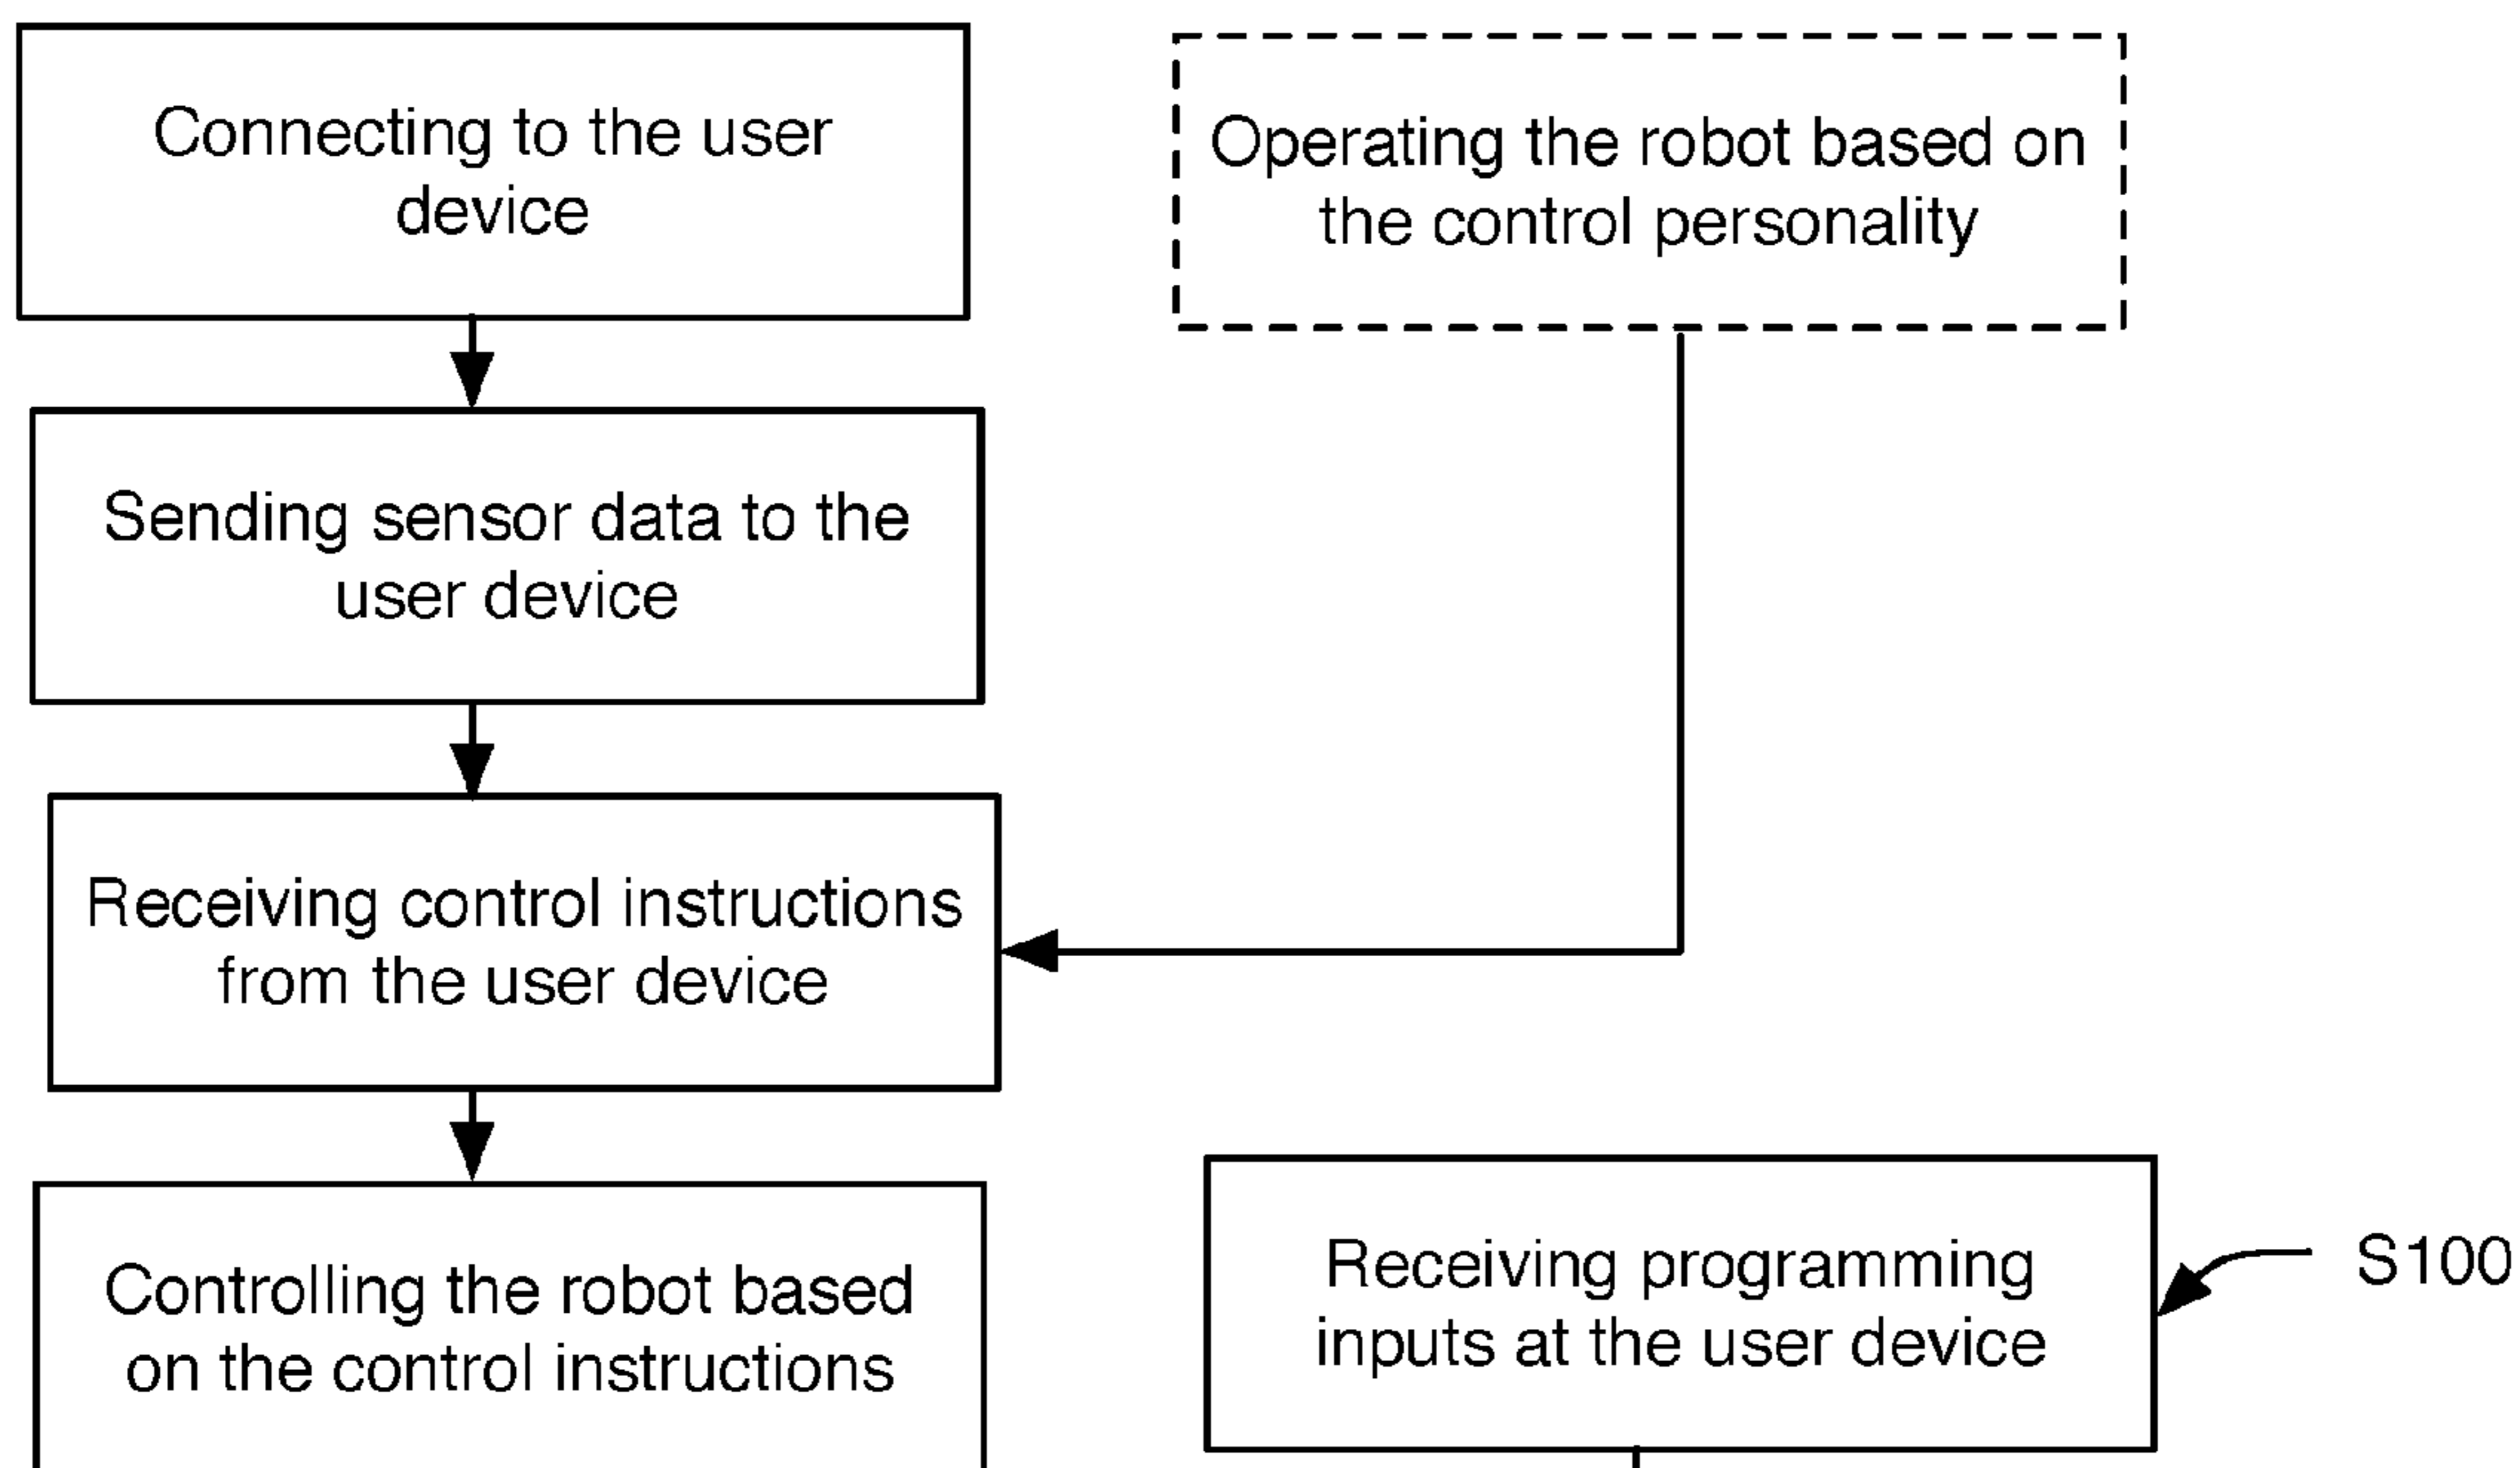 Connecting to the user
device
Operating the robot based on
the control personality
Sending sensor data to the
user device
Receiving control instructions
from the user device
Controlling the robot based
on the control instructions
Receiving programming
inputs at the user device
S100